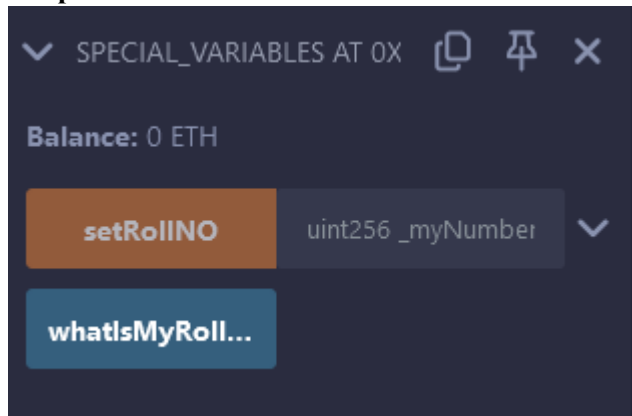 SPECIAL_VARIABLES AT 0X
Balance: 0 ETH
setRollNO uint256 _myNumber
whatIsMyRoll...